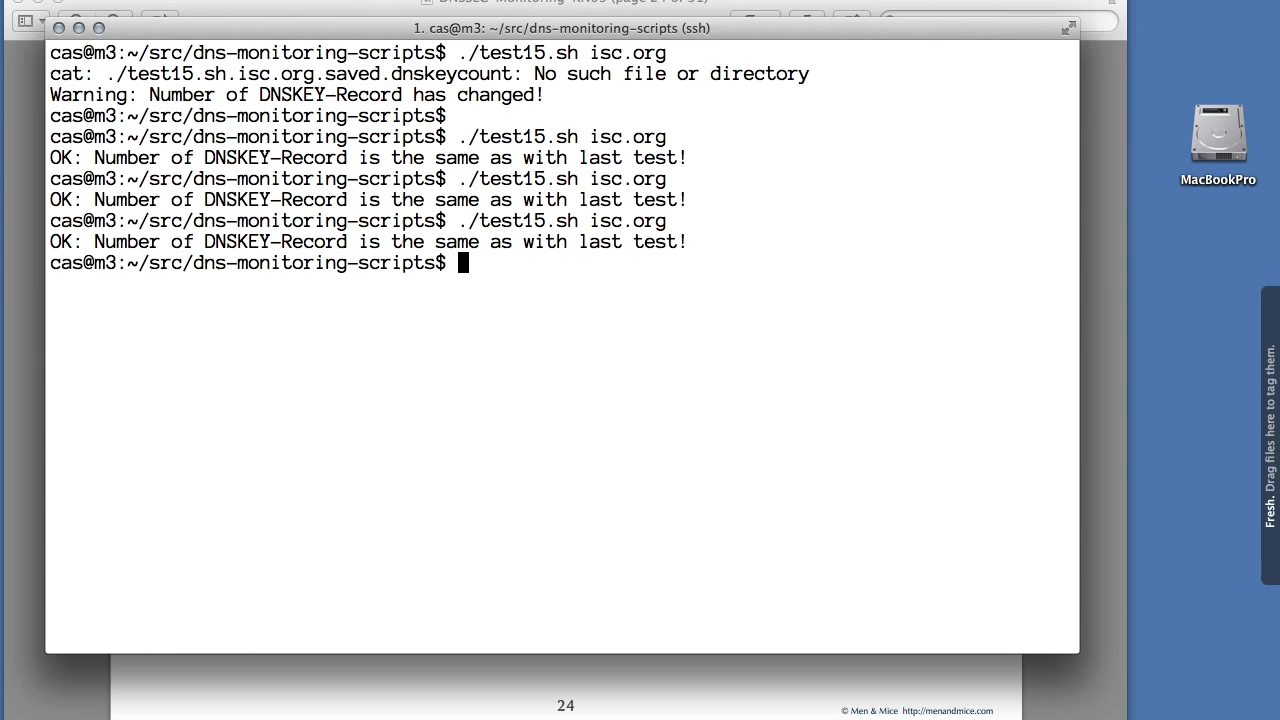 1. cas@m3: ~/src/dns-monitoring-scripts (ssh)
cas@m3:~/src/dns-monitoring-scripts$ ./test15.sh isc.org
cat: ./test15.sh.isc.org.saved.dnskeycount: No such file or directory
Warning: Number of DNSKEY-Record has changed!
cas@m3:~/src/dns-monitoring-scripts$
cas@m3:~/src/dns-monitoring-scripts$ ./test15.sh isc.org
OK: Number of DNSKEY-Record is the same as with last test!
cas@m3:~/src/dns-monitoring-scripts$ ./test15.sh isc.org
OK: Number of DNSKEY-Record is the same as with last test!
cas@m3:~/src/dns-monitoring-scripts$ ./test15.sh isc.org
OK: Number of DNSKEY-Record is the same as with last test!
cas@m3:~/src/dns-monitoring-scripts$
MacBookPro
Fresh. Drag files here to tag them.
24
© Men & Mice http://menandmice.com